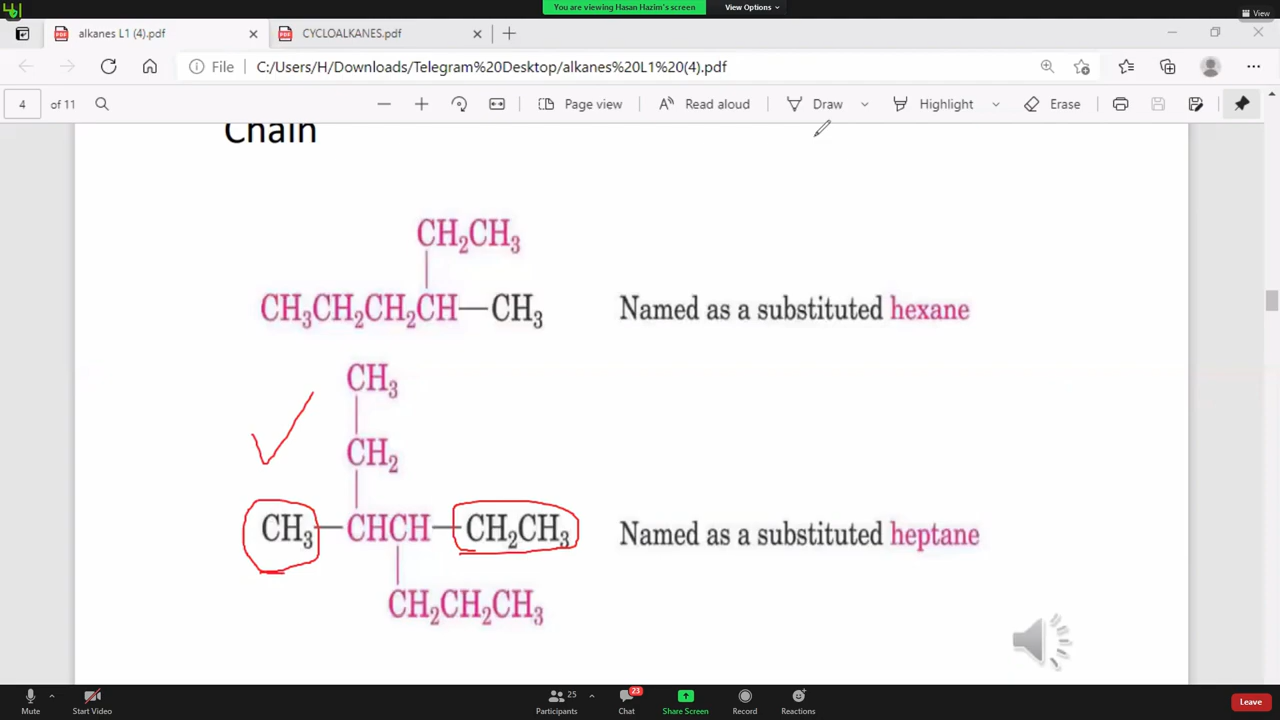 You are viewing Hasan Hazim's screen View Options
View
alkanes L1 (4).pdf CYCLOALKANES.pdf
File C:/Users/H/Downloads/Telegram%20Desktop/alkanes%20L1%20(4).pdf
4 of 11 Page view Read aloud Draw Highlight Erase
Chain
CH₂CH₃
CH₃CH₂CH₂CH—CH₃ Named as a substituted hexane
CH₃
CH₂
CH₃—CHCH—CH₂CH₃ Named as a substituted heptane
CH₂CH₂CH₃
25 23
Mute Start Video Participants Chat Share Screen Record Reactions Leave